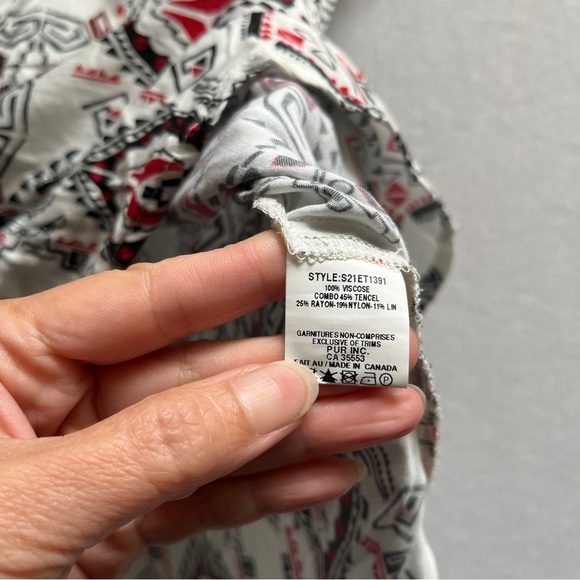 STYLE:S21ET1391
100% VISCOSE
COMBO 45% TENCEL
25% RAYON-19%NYLON-11% LIN
GARNITURES NON-COMPRISES
EXCLUSIVE OF TRIMS
PUR INC.
CA 35553
FAIT AU / MADE IN CANADA